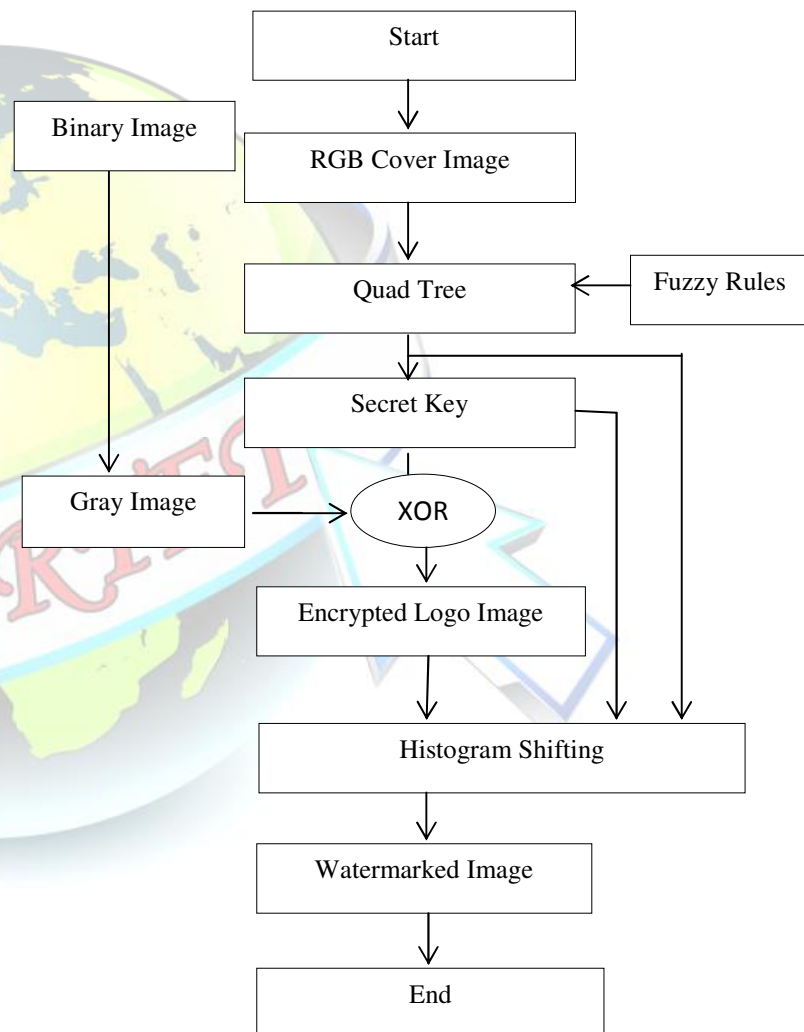 Start
Binary Image
RGB Cover Image
Quad Tree
Fuzzy Rules
Secret Key
Gray Image
XOR
Encrypted Logo Image
Histogram Shifting
Watermarked Image
End